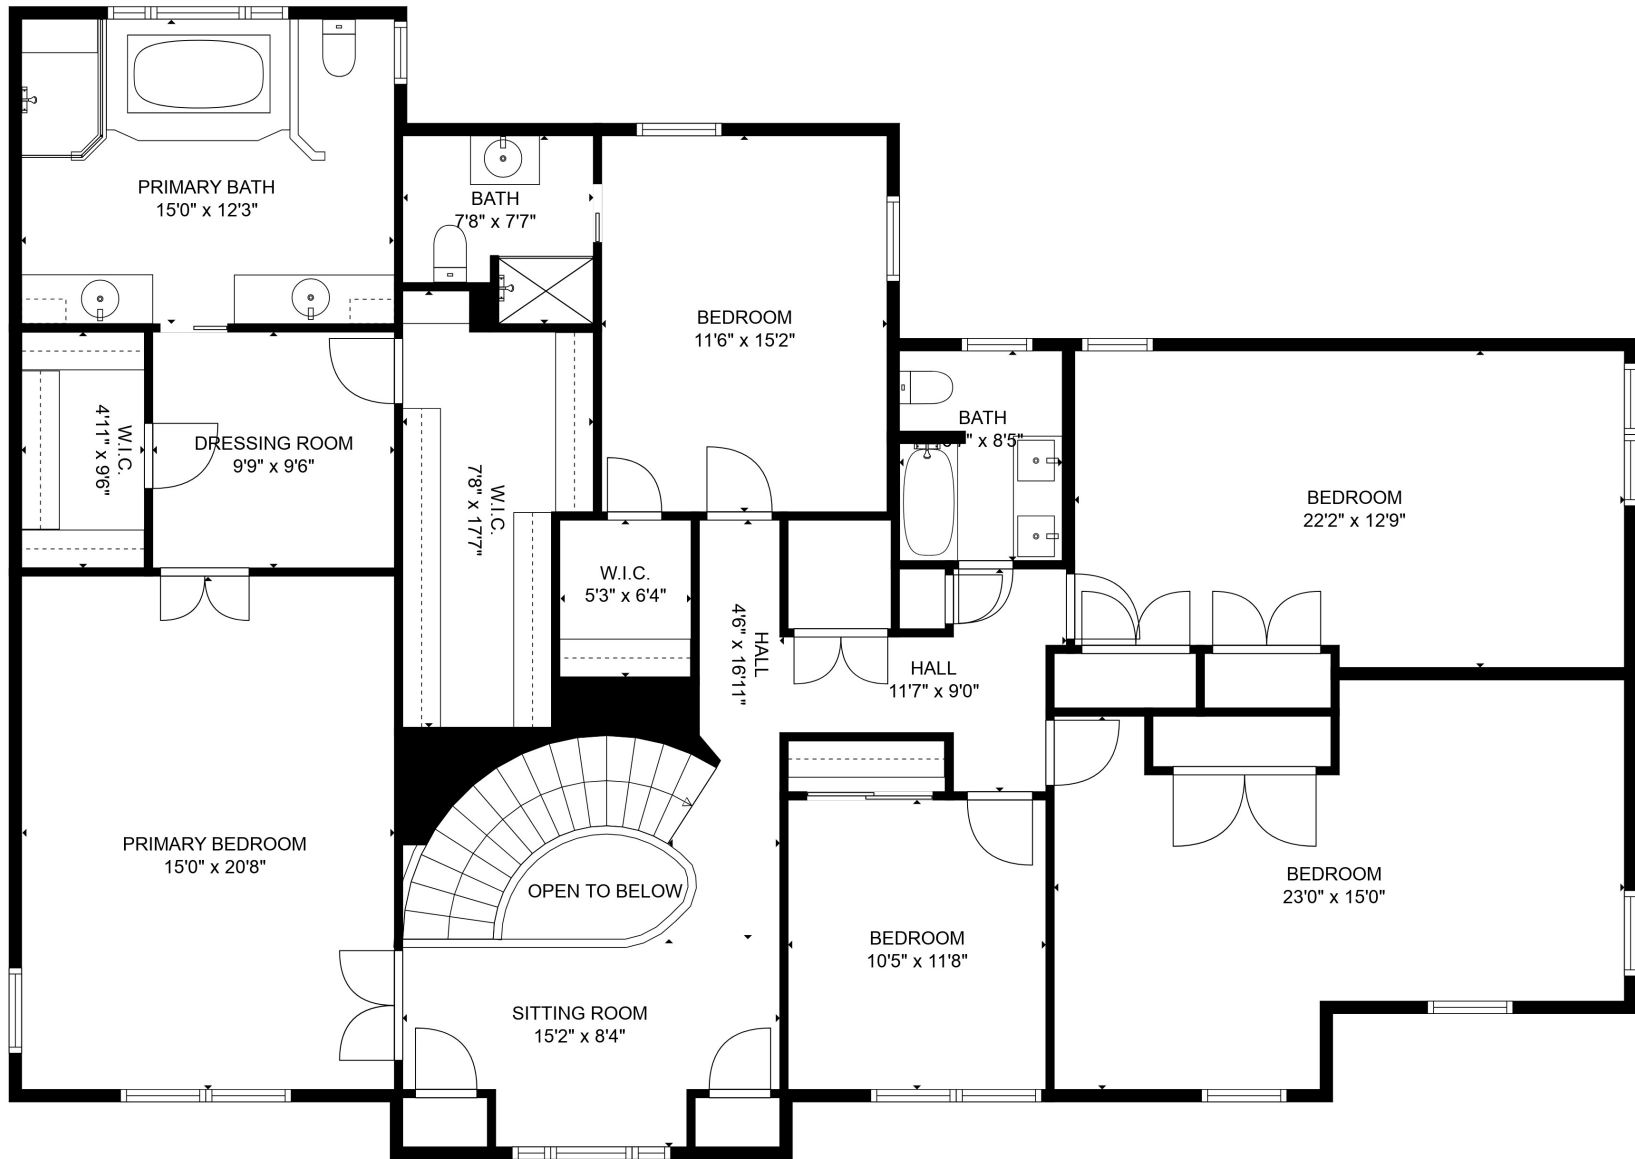 PRIMARY BATH
15'0" x 12'3"
BATH
7'8" x 7'7"
BEDROOM
11'6" x 15'2"
BATH
x 8'5"
W.I.C.
4'11" x 9'6"
DRESSING ROOM
9'9" x 9'6"
W.I.C.
7'8" x 17'7"
BEDROOM
22'2" x 12'9"
W.I.C.
5'3" x 6'4"
HALL
4'6" x 16'11"
HALL
11'7" x 9'0"
PRIMARY BEDROOM
15'0" x 20'8"
OPEN TO BELOW
BEDROOM
23'0" x 15'0"
BEDROOM
10'5" x 11'8"
SITTING ROOM
15'2" x 8'4"